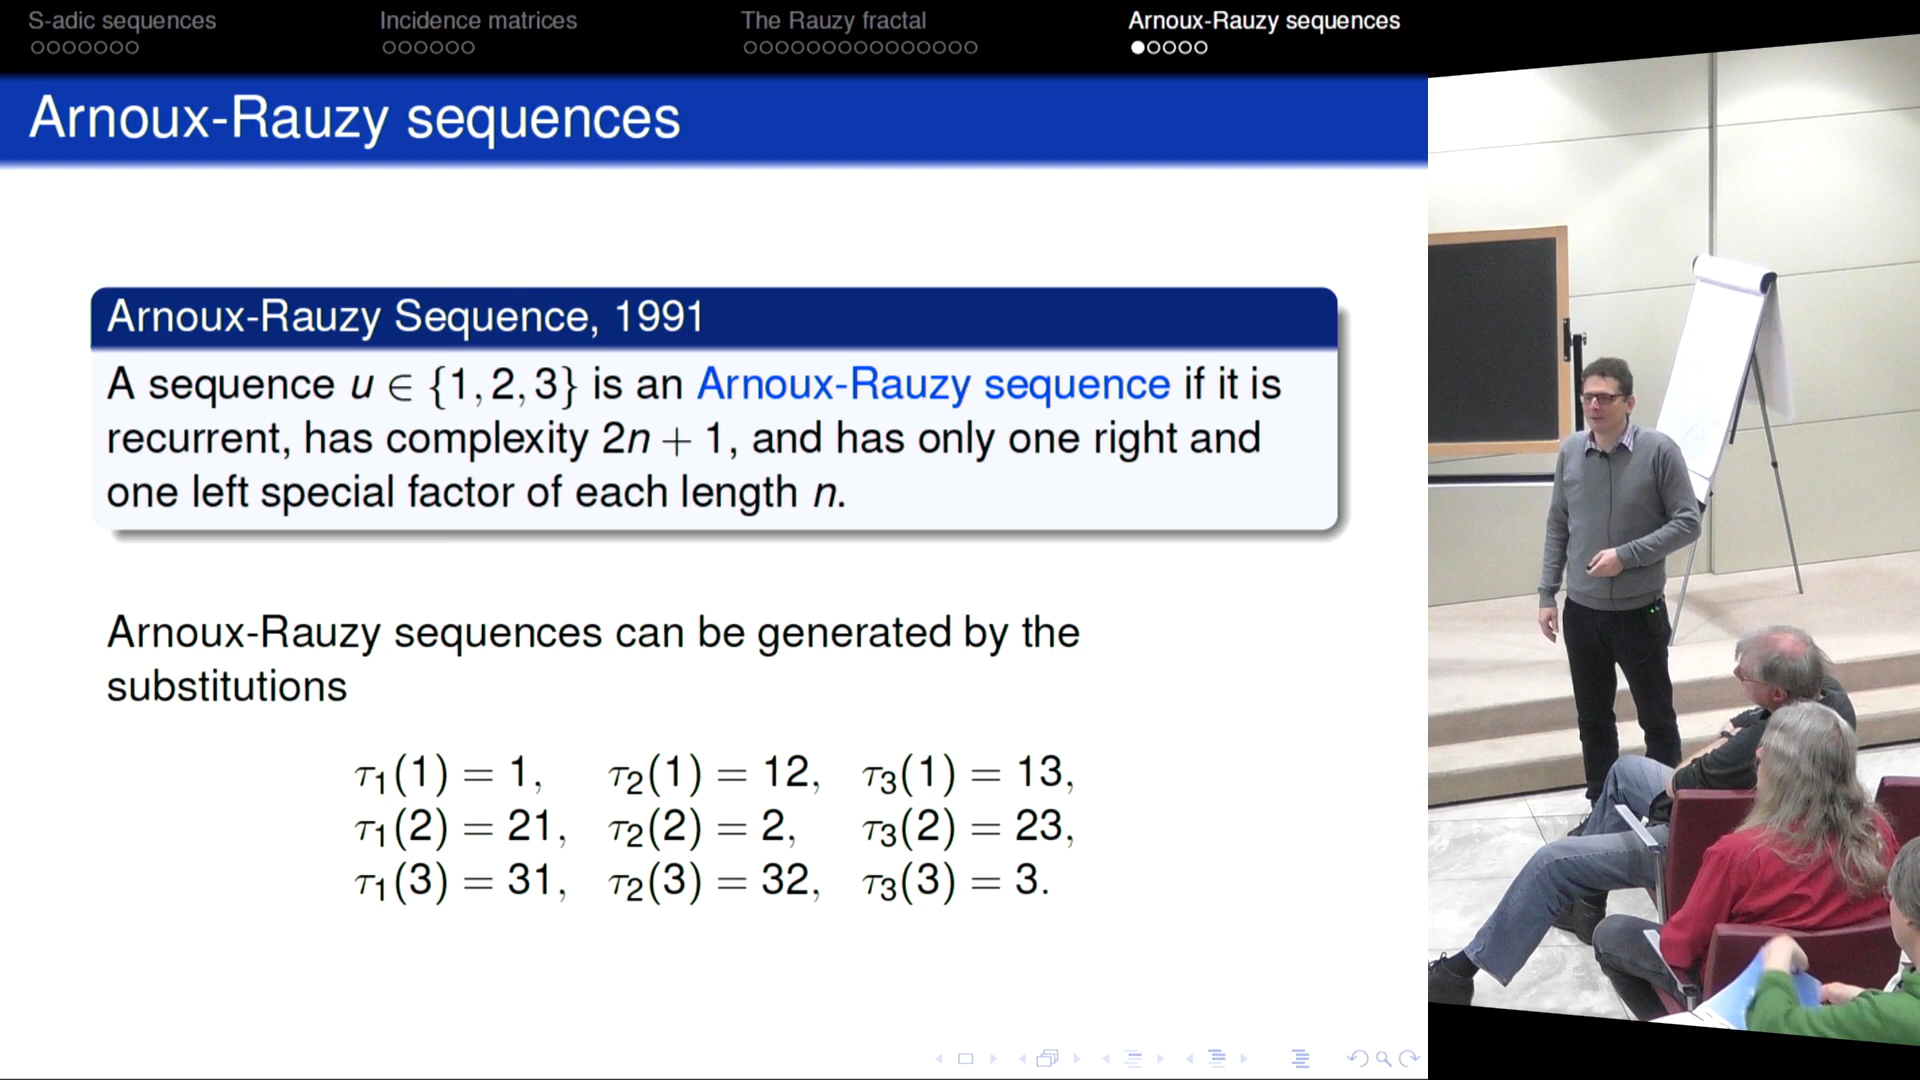 S-adic sequences Incidence matrices The Rauzy fractal Arnoux-Rauzy sequences
Arnoux-Rauzy sequences
Arnoux-Rauzy Sequence, 1991
A sequence u ∈ {1, 2, 3} is an Arnoux-Rauzy sequence if it is
recurrent, has complexity 2n + 1, and has only one right and
one left special factor of each length n.
Arnoux-Rauzy sequences can be generated by the
substitutions
τ₁(1) = 1, τ₂(1) = 12, τ₃(1) = 13,
τ₁(2) = 21, τ₂(2) = 2, τ₃(2) = 23,
τ₁(3) = 31, τ₂(3) = 32, τ₃(3) = 3.